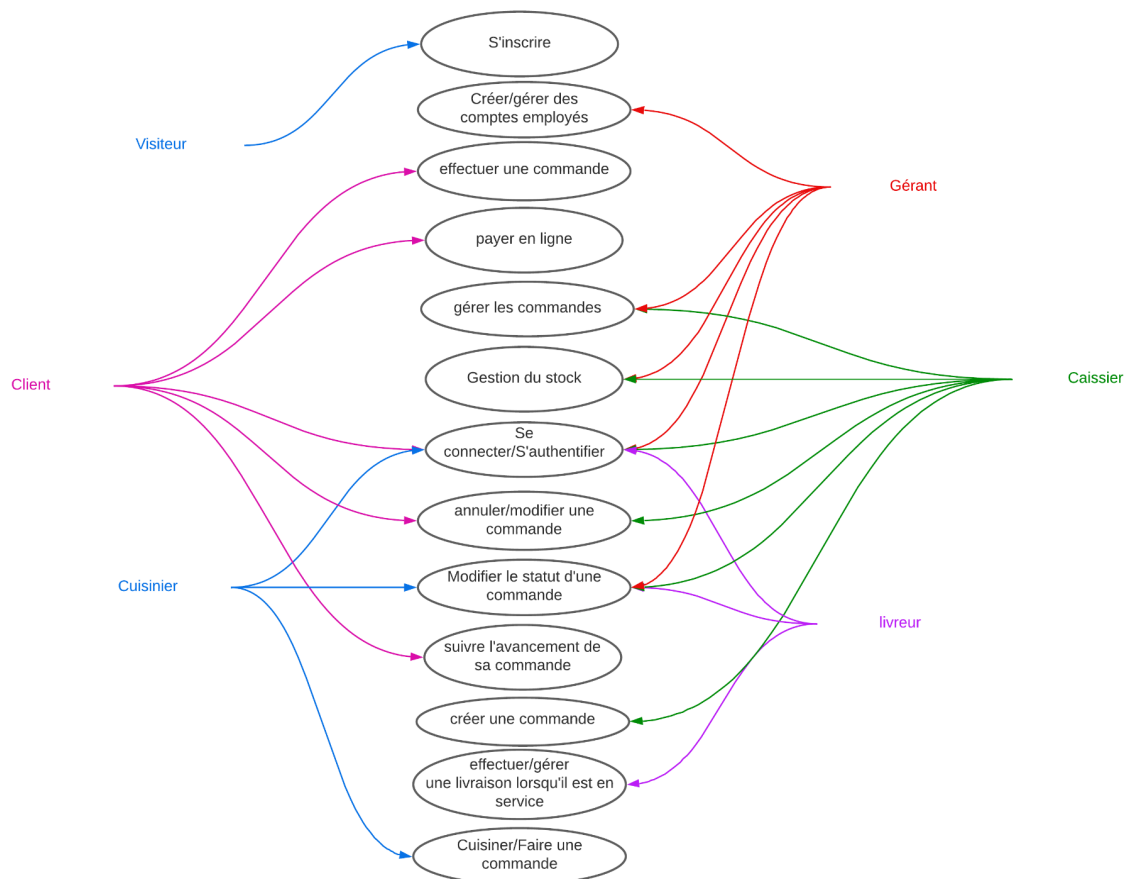 S'inscrire
Créer/gérer des
comptes employés
Visiteur
effectuer une commande
Gérant
payer en ligne
gérer les commandes
Gestion du stock
Client
Caissier
Se
connecter/S'authentifier
annuler/modifier une
commande
Cuisinier
Modifier le statut d'une
commande
livreur
suivre l'avancement de
sa commande
créer une commande
effectuer/gérer
une livraison lorsqu'il est en
service
Cuisiner/Faire une
commande